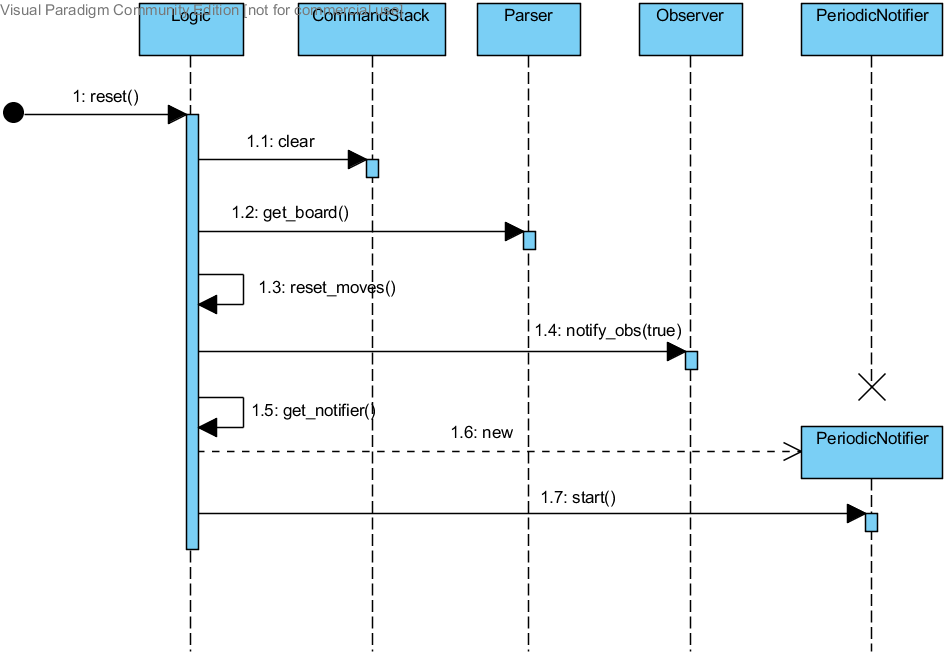 Visual Paradigm Community Edition [not for commercial use]
Logic
CommandStack
Parser
Observer
PeriodicNotifier
1: reset()
1.1: clear
1.2: get_board()
1.3: reset_moves()
1.4: notify_obs(true)
1.5: get_notifier()
1.6: new
PeriodicNotifier
1.7: start()